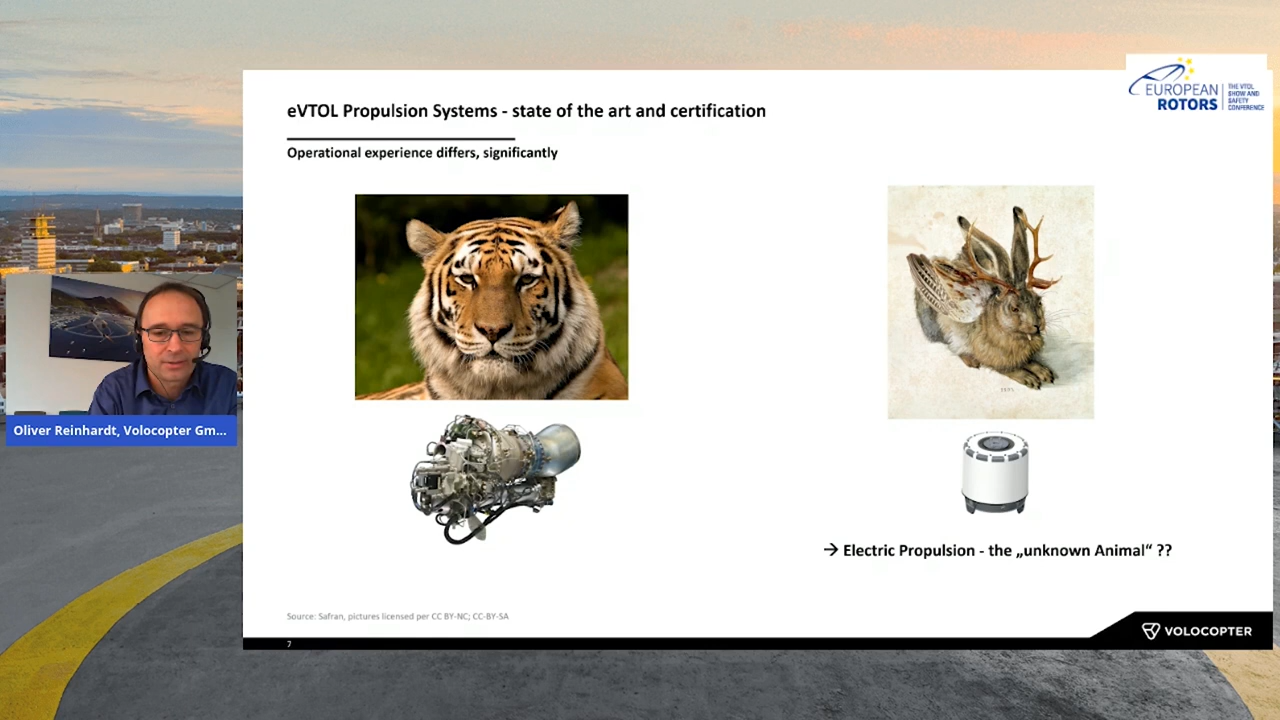 EUROPEAN
ROTORS
THE VTOL
SHOW AND
SAFETY
CONFERENCE
eVTOL Propulsion Systems - state of the art and certification
Operational experience differs, significantly
Oliver Reinhardt, Volocopter Gm...
→ Electric Propulsion - the „unknown Animal“ ??
Source: Safran, pictures licensed per CC BY-NC; CC-BY-SA
VOLOCOPTER
7